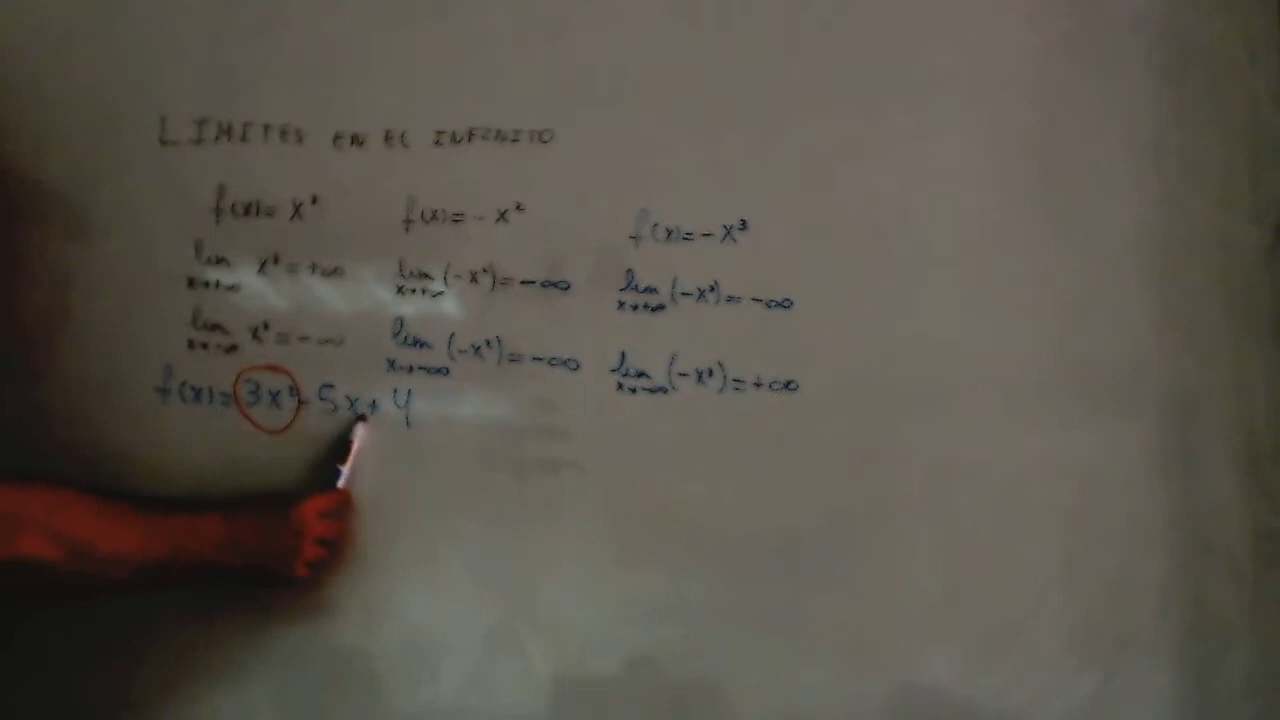 LIMITES EN EL INFINITO
f(x)= x³
lim x³ = +∞
x→+∞
lim x³ = -∞
x→-∞
f(x)= - x²
lim (-x²) = -∞
x→+∞
lim (-x²) = -∞
x→-∞
f(x)= - x³
lim (-x³) = -∞
x→+∞
lim (-x³) = +∞
x→-∞
f(x)= 3x² - 5x + 4